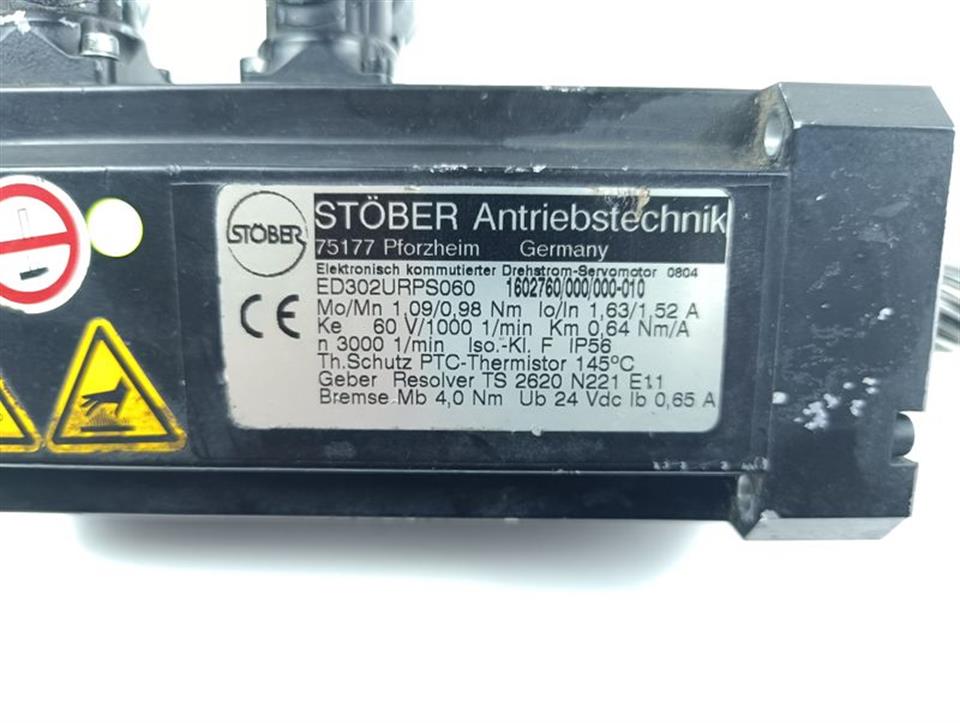 STÖBER
STÖBER Antriebstechnik
75177 Pforzheim Germany
Elektronisch kommutierter Drehstrom-Servomotor 0804
ED302URPS060 1602760/000/000-010
Mo/Mn 1,09/0,98 Nm Io/In 1,63/1,52 A
Ke 60 V/1000 1/min Km 0,64 Nm/A
n 3000 1/min Iso.-Kl. F IP56
Th.Schutz PTC-Thermistor 145°C
Geber Resolver TS 2620 N221 E11
Bremse Mb 4,0 Nm Ub 24 Vdc Ib 0,65 A
CE